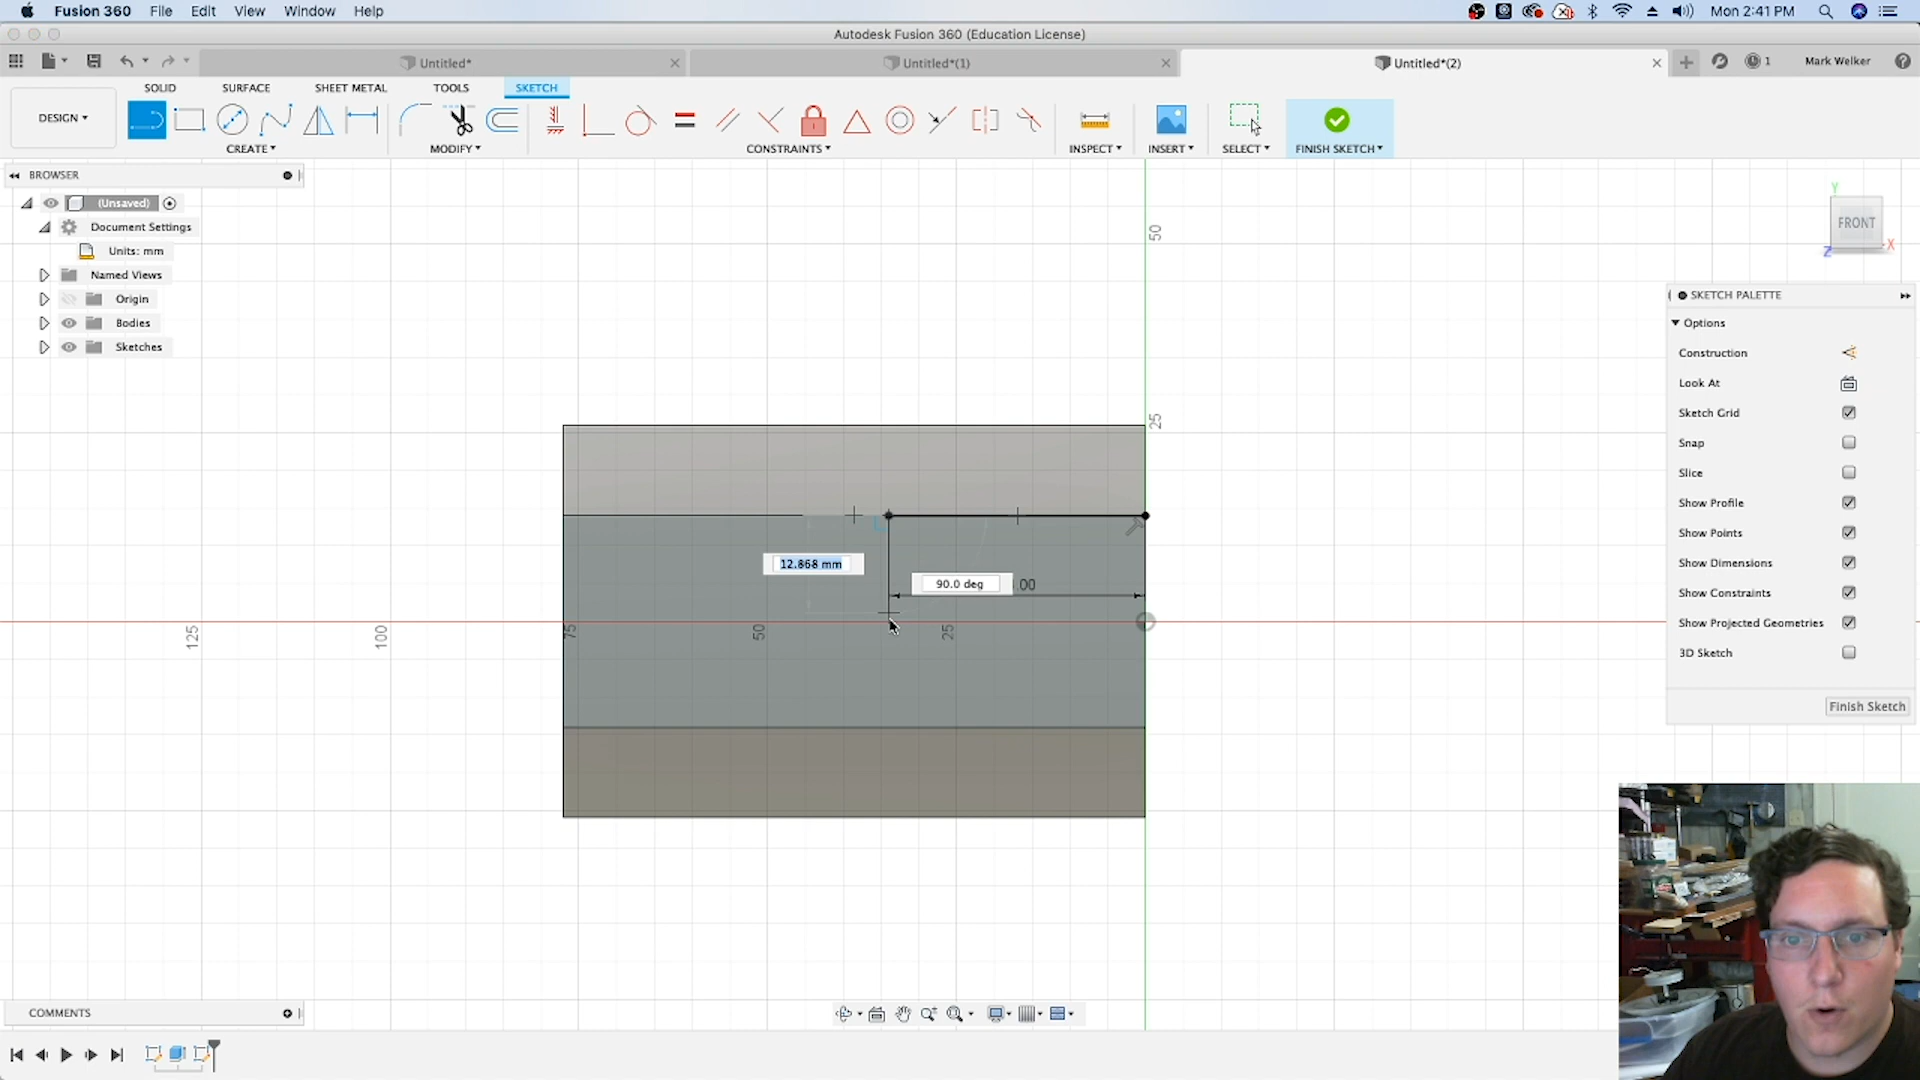 Fusion 360 File Edit View Window Help Mon 2:41 PM
Autodesk Fusion 360 (Education License)
Untitled* Untitled*(1) Untitled*(2) 1 Mark Welker
SOLID SURFACE SHEET METAL TOOLS SKETCH
DESIGN
CREATE MODIFY CONSTRAINTS INSPECT INSERT SELECT FINISH SKETCH
BROWSER
(Unsaved)
Document Settings
Units: mm
Named Views
Origin
Bodies
Sketches
50
25
Y
FRONT
X
Z
SKETCH PALETTE
Options
Construction
Look At
Sketch Grid
Snap
Slice
Show Profile
Show Points
Show Dimensions
Show Constraints
Show Projected Geometries
3D Sketch
Finish Sketch
12.868 mm
90.0 deg .00
125 100 75 50 25
COMMENTS